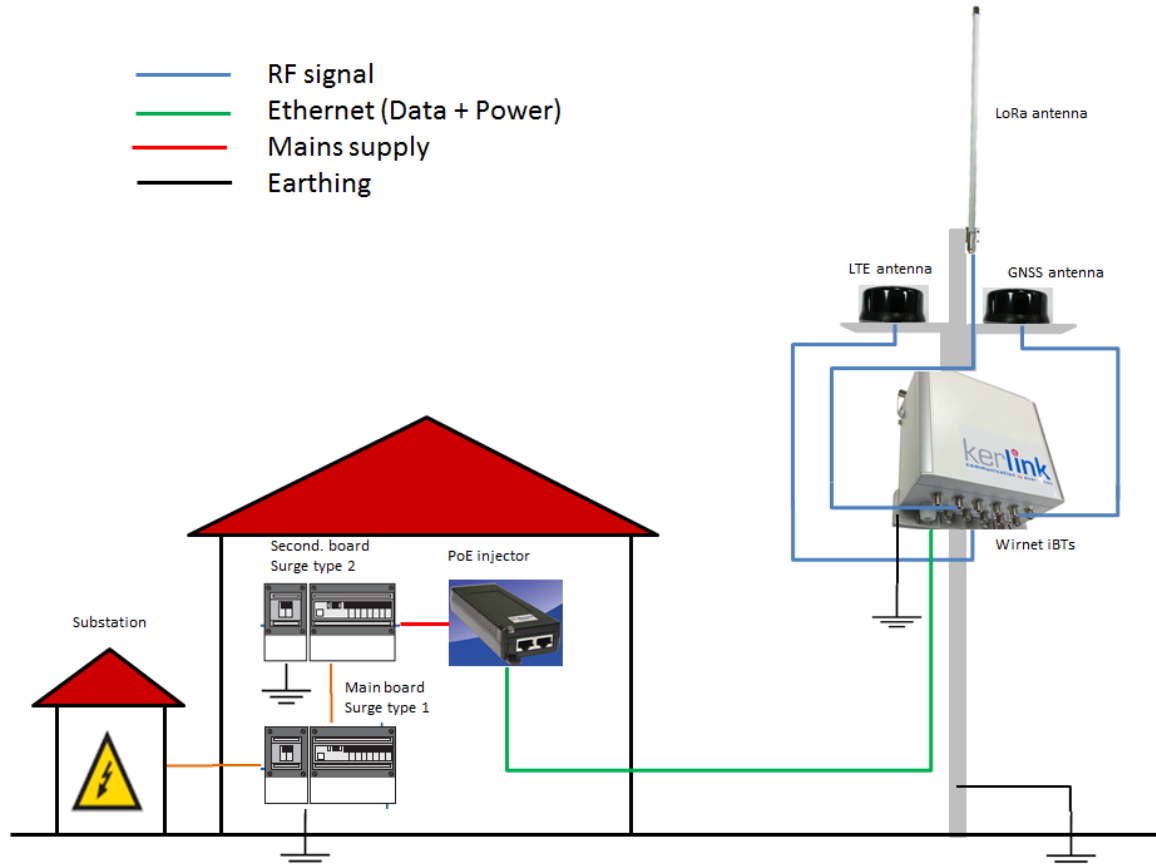 RF signal
Ethernet (Data + Power)
Mains supply
Earthing
LoRa antenna
LTE antenna
GNSS antenna
kerlink
Wirnet iBTs
Second. board
Surge type 2
PoE injector
Substation
Main board
Surge type 1